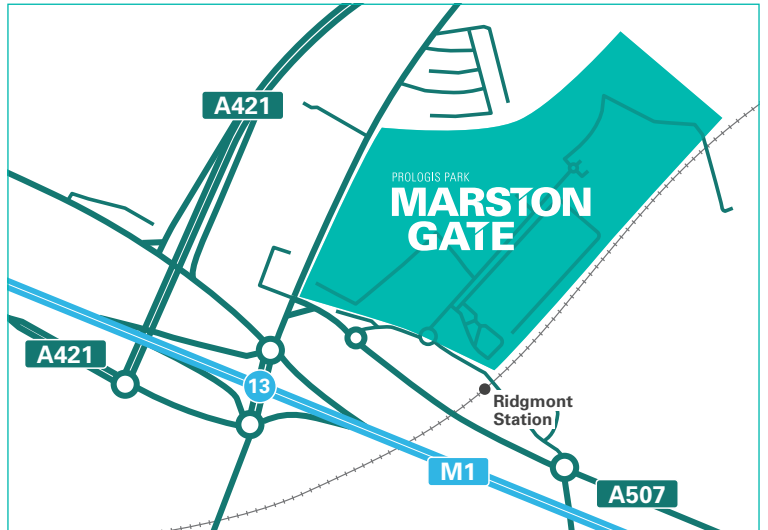 A421
PROLOGIS PARK
MARSTON
GATE
A421
13
Ridgmont
Station
M1
A507